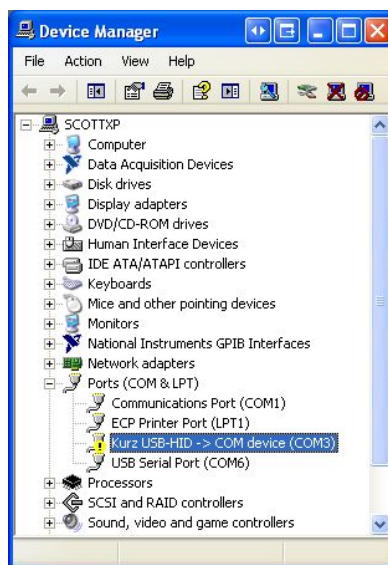 Device Manager
File Action View Help
SCOTTXP
Computer
Data Acquisition Devices
Disk drives
Display adapters
DVD/CD-ROM drives
Human Interface Devices
IDE ATA/ATAPI controllers
Keyboards
Mice and other pointing devices
Monitors
National Instruments GPIB Interfaces
Network adapters
Ports (COM & LPT)
Communications Port (COM1)
ECP Printer Port (LPT1)
Kurz USB-HID -> COM device (COM3)
USB Serial Port (COM6)
Processors
SCSI and RAID controllers
Sound, video and game controllers